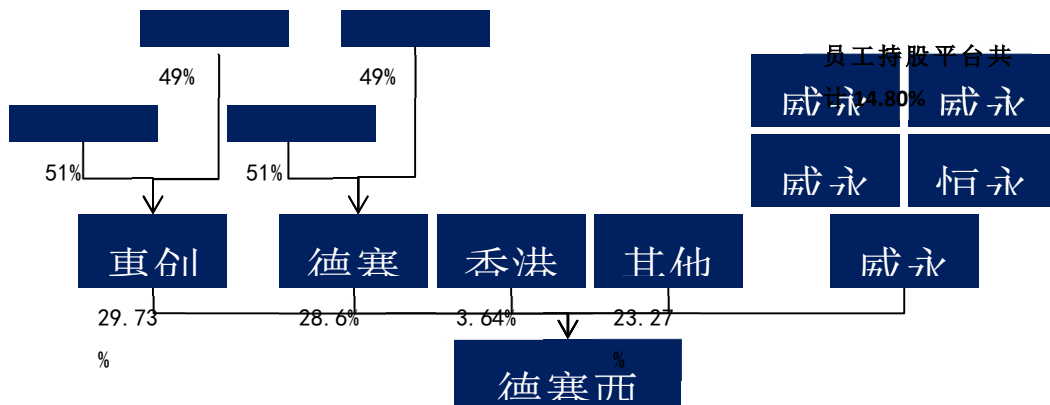 49%
49%
员工持股平台共
计 14.80%
威永
威永
51%
51%
威永
恒永
惠创
德赛
香港
其他
威永
29.73
%
28.6%
3.64%
23.27
%
德赛西